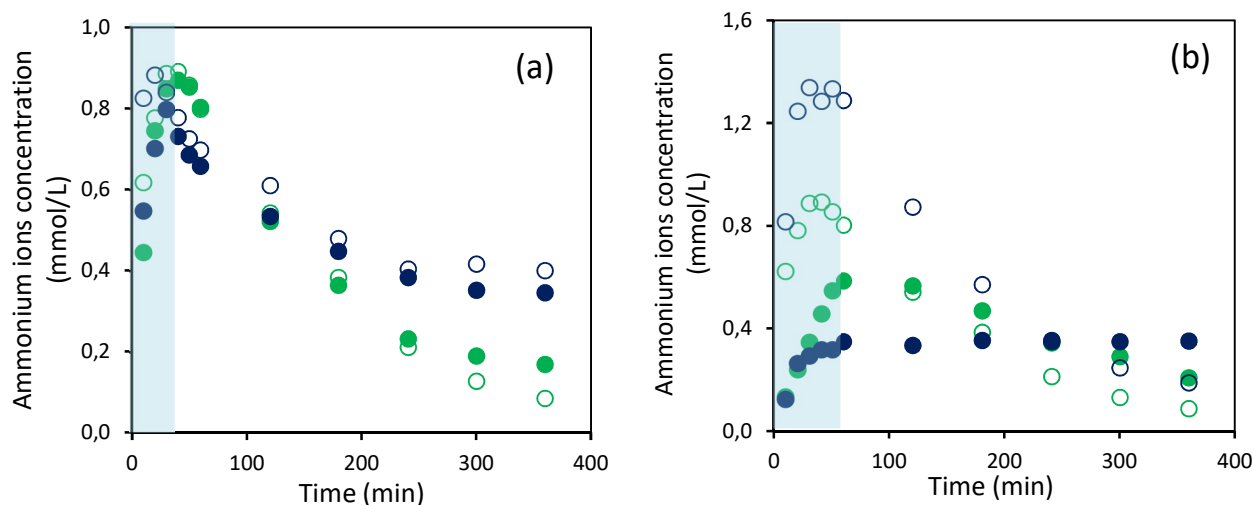 Ammonium ions concentration
(mmol/L)
1,0
0,8
0,6
0,4
0,2
0,0
0
100
200
300
400
Time (min)
(a)
Ammonium ions concentration
(mmol/L)
1,6
1,2
0,8
0,4
0,0
0
100
200
300
400
Time (min)
(b)